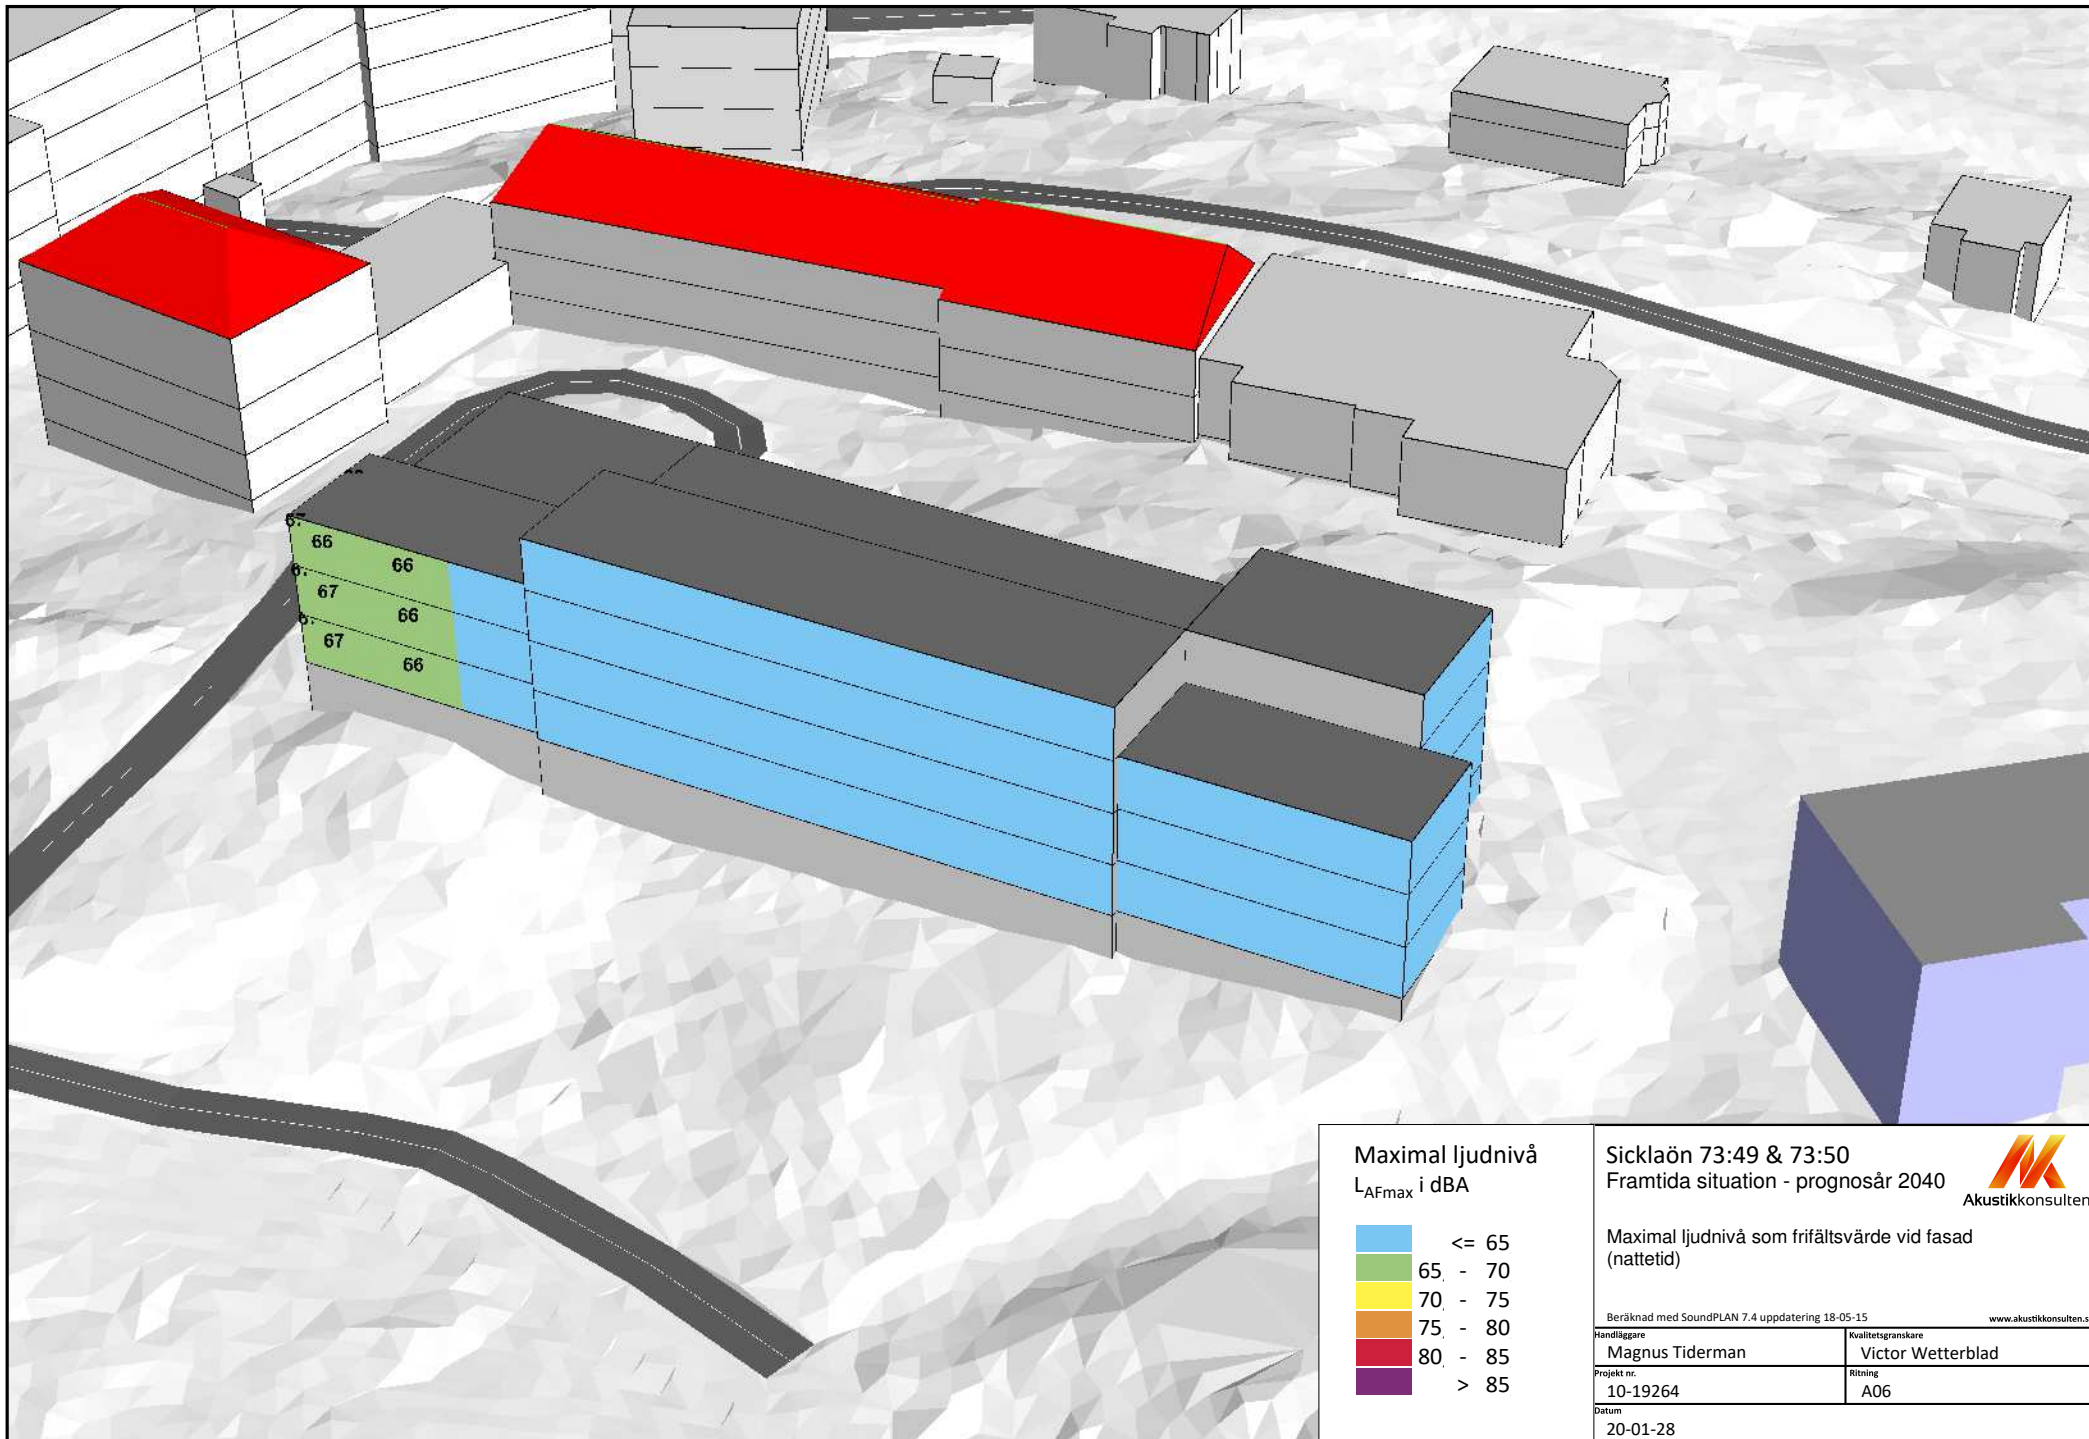 66
66
67
66
67
66
Maximal ljudnivå
LAFmax i dBA
<= 65
65 - 70
70 - 75
75 - 80
80 - 85
> 85
Sicklaön 73:49 & 73:50
Framtida situation - prognosår 2040
Akustikkonsulten
Maximal ljudnivå som frifältsvärde vid fasad
(nattetid)
Beräknad med SoundPLAN 7.4 uppdatering 18-05-15
www.akustikkonsulten.s
Handläggare
Magnus Tiderman
Kvalitetsgranskare
Victor Wetterblad
Projekt nr.
10-19264
Ritning
A06
Datum
20-01-28